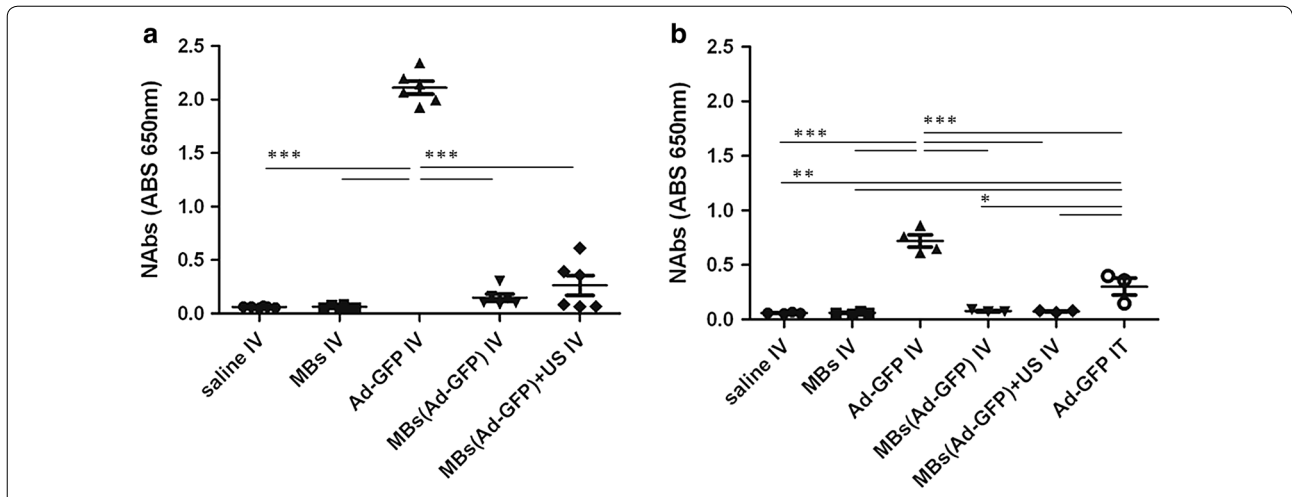 a
NAbs (ABS 650nm)
2.5
2.0
1.5
1.0
0.5
0.0
***
***
saline IV
MBs IV
Ad-GFP IV
MBs(Ad-GFP) IV
MBs(Ad-GFP)+US IV
b
NAbs (ABS 650nm)
2.5
2.0
1.5
1.0
0.5
0.0
***
***
**
*
saline IV
MBs IV
Ad-GFP IV
MBs(Ad-GFP) IV
MBs(Ad-GFP)+US IV
Ad-GFP IT